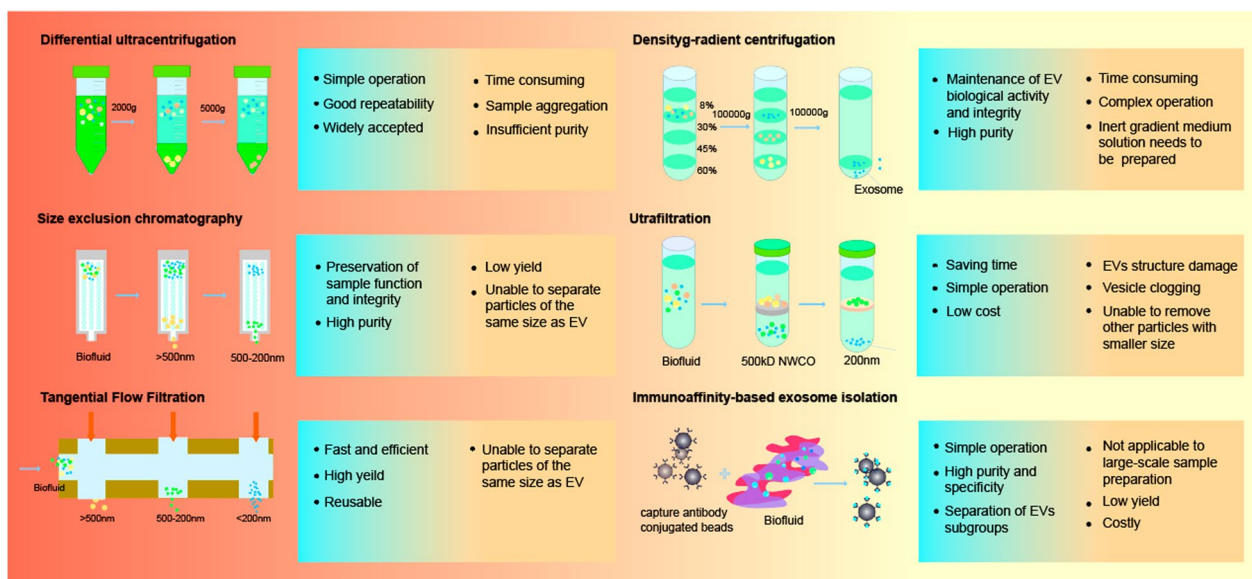 Differential ultracentrifugation
2000g
5000g
• Simple operation
• Good repeatability
• Widely accepted
• Time consuming
• Sample aggregation
• Insufficient purity
Densityg-radient centrifugation
8%
30%
45%
60%
100000g
100000g
Exosome
• Maintenance of EV
biological activity
and integrity
• High purity
• Time consuming
• Complex operation
• Inert gradient medium
solution needs to
be prepared
Size exclusion chromatography
Biofluid
>500nm
500-200nm
• Preservation of
sample function
and integrity
• High purity
• Low yield
• Unable to separate
particles of the
same size as EV
Utrafiltration
Biofluid
500kD NWCO
200nm
• Saving time
• Simple operation
• Low cost
• EVs structure damage
• Vesicle clogging
• Unable to remove
other particles with
smaller size
Tangential Flow Filtration
Biofluid
>500nm
500-200nm
<200nm
• Fast and efficient
• High yeild
• Reusable
• Unable to separate
particles of the
same size as EV
Immunoaffinity-based exosome isolation
capture antibody
conjugated beads
Biofluid
• Simple operation
• High purity and
specificity
• Separation of EVs
subgroups
• Not applicable to
large-scale sample
preparation
• Low yield
• Costly